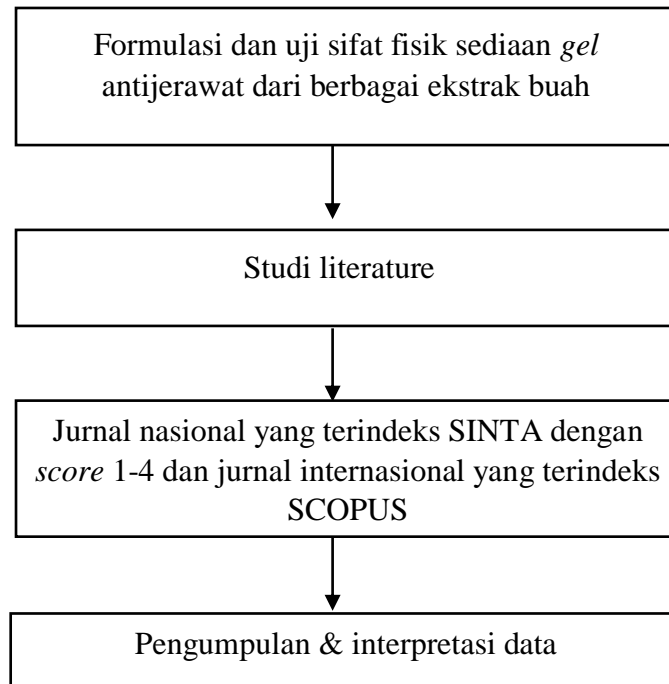 Formulasi dan uji sifat fisik sediaan gel
antijerawat dari berbagai ekstrak buah
Studi literature
Jurnal nasional yang terindeks SINTA dengan
score 1-4 dan jurnal internasional yang terindeks
SCOPUS
Pengumpulan & interpretasi data